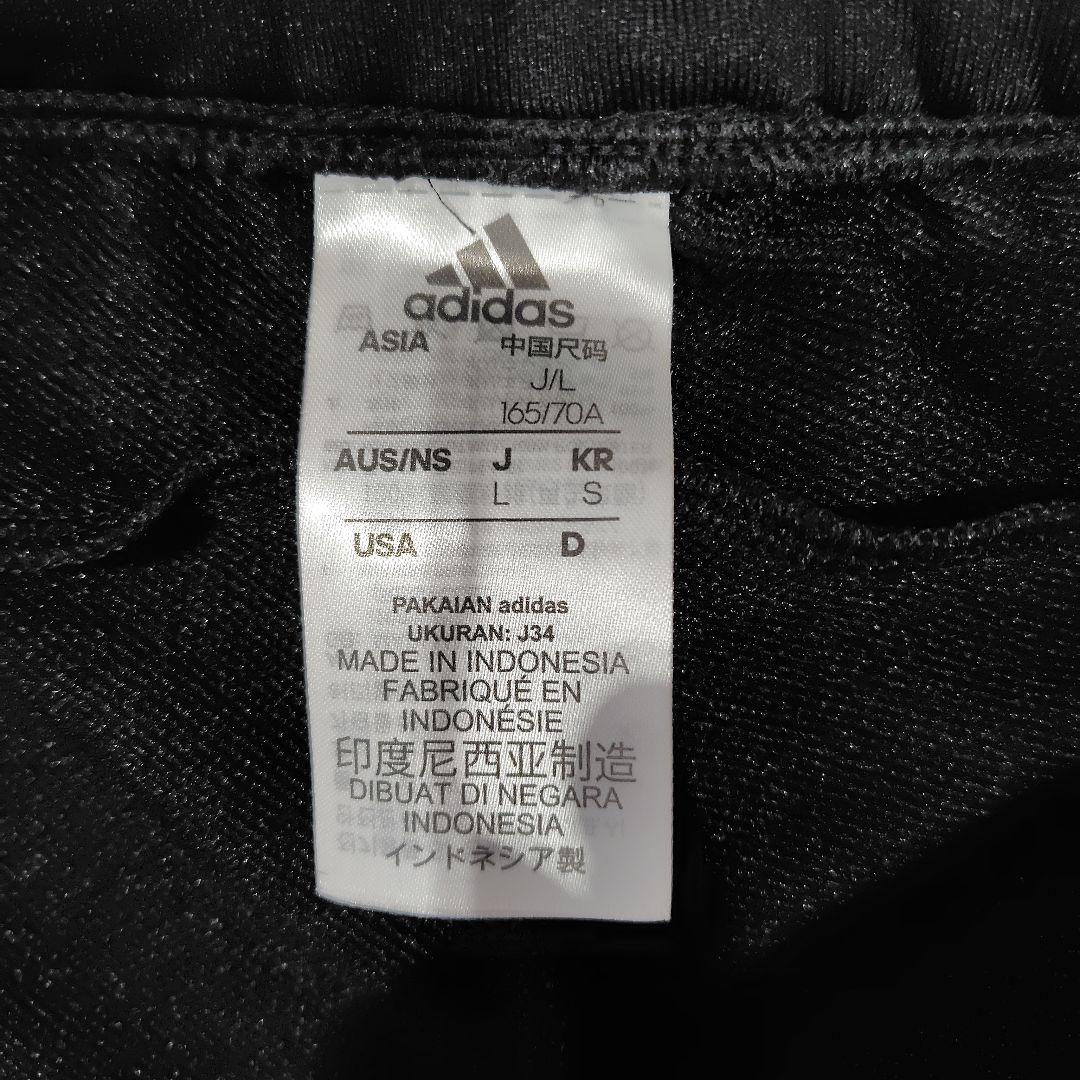 adidas
ASIA 中国尺码
J/L
165/70A
AUS/NS J KR
L S
USA D
PAKAIAN adidas
UKURAN: J34
MADE IN INDONESIA
FABRIQUÉ EN
INDONÉSIE
印度尼西亚制造
DIBUAT DI NEGARA
INDONESIA
インドネシア製